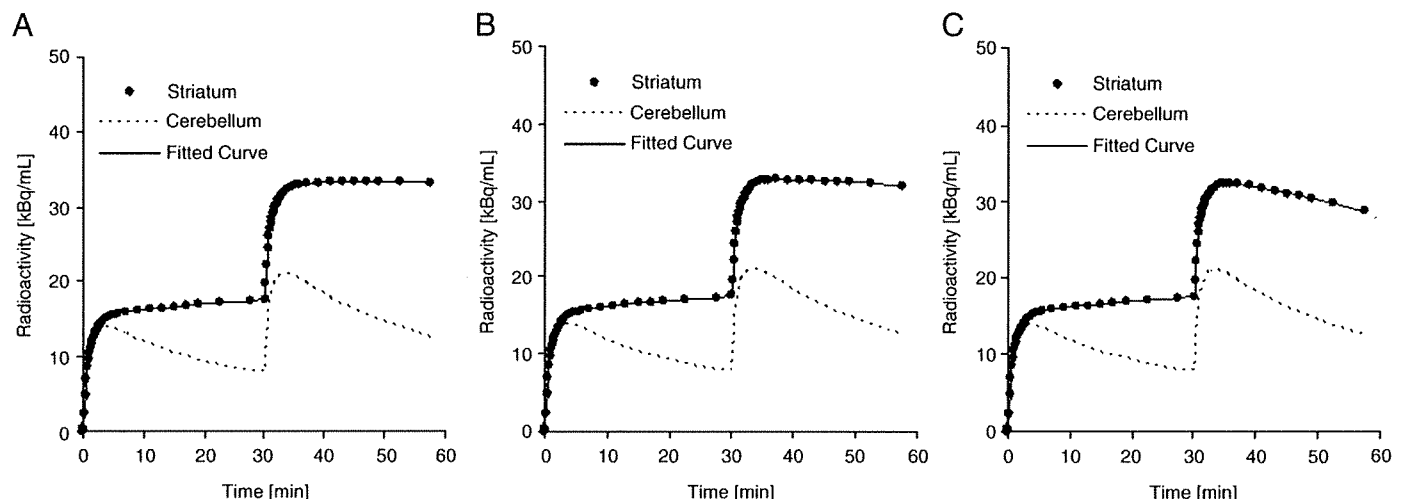 A
50
40
30
20
10
0
0 10 20 30 40 50 60
Radioactivity [kBq/mL]
Time [min]
Striatum
Cerebellum
Fitted Curve
B
50
40
30
20
10
0
0 10 20 30 40 50 60
Radioactivity [kBq/mL]
Time [min]
Striatum
Cerebellum
Fitted Curve
C
50
40
30
20
10
0
0 10 20 30 40 50 60
Radioactivity [kBq/mL]
Time [min]
Striatum
Cerebellum
Fitted Curve